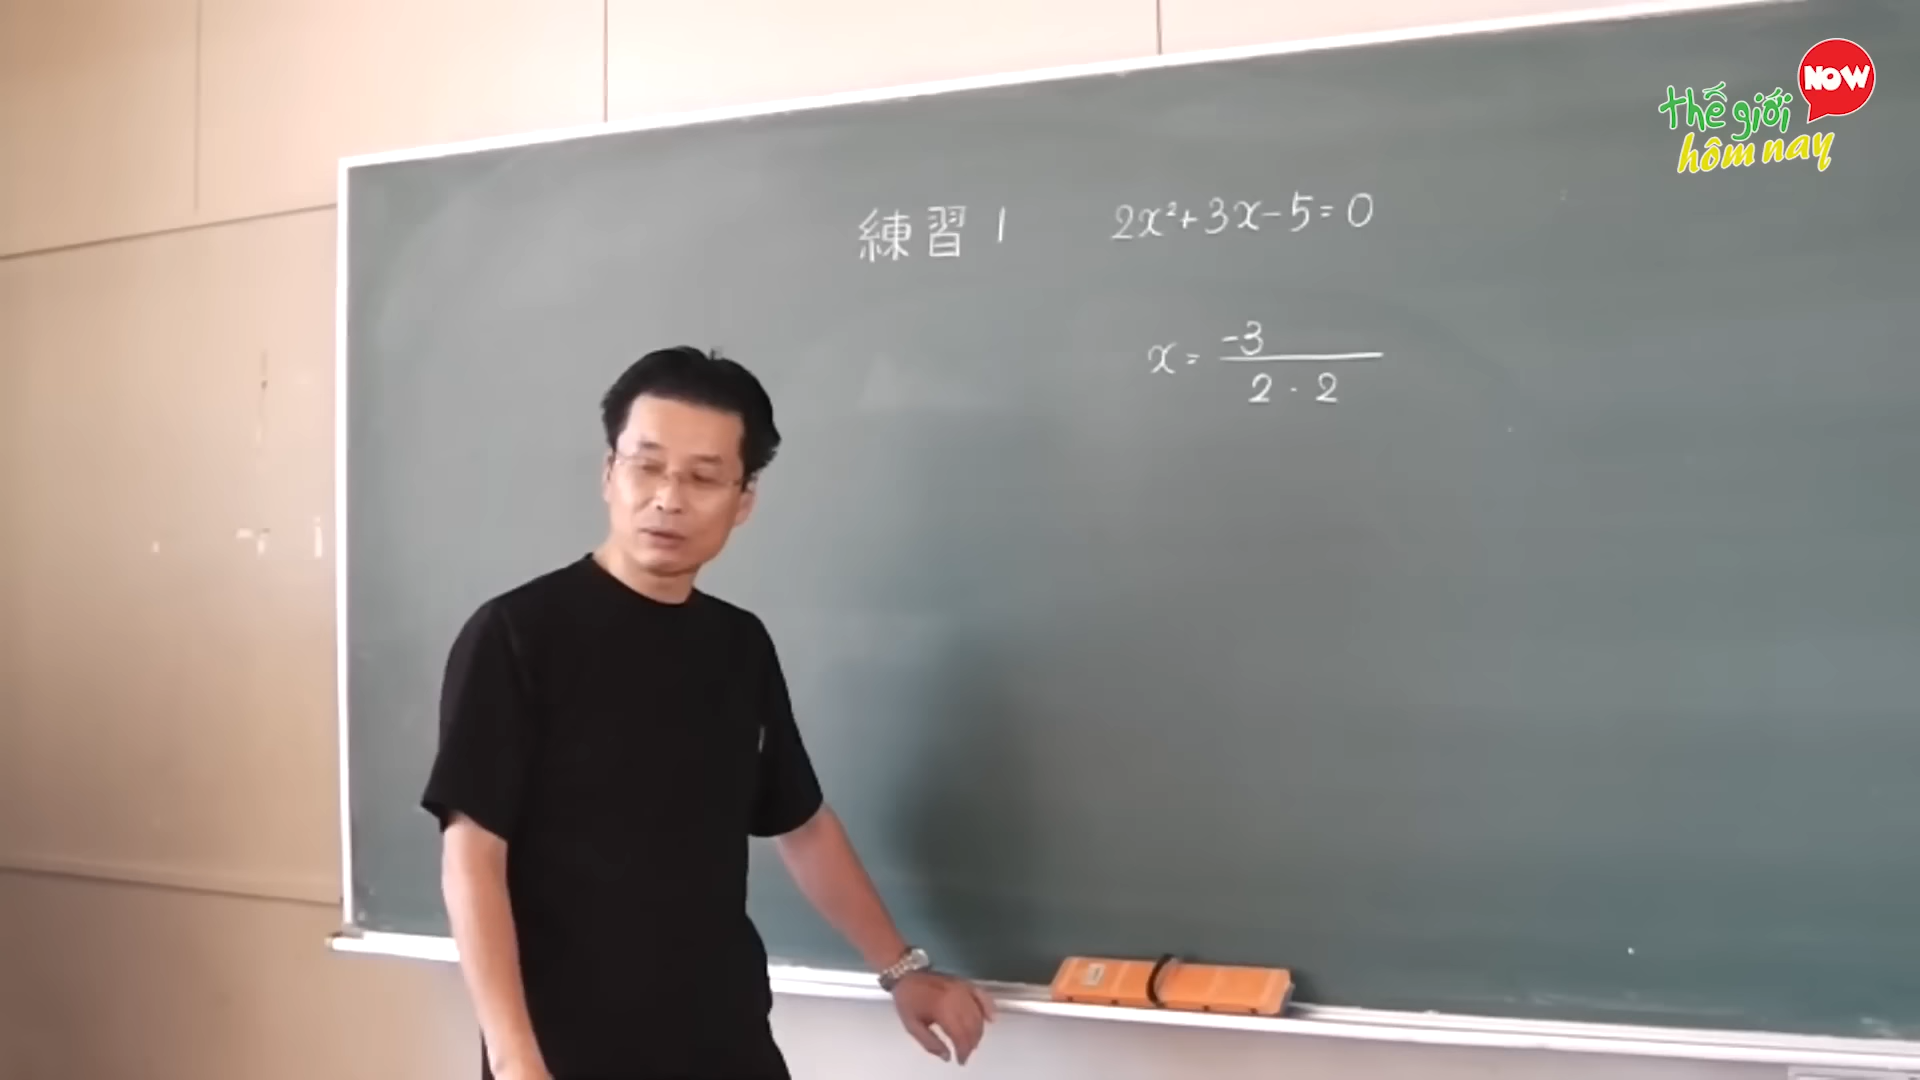 NOW
thế giới
hôm nay
練習1 2x²+3x-5=0
x = -3 / 2・2